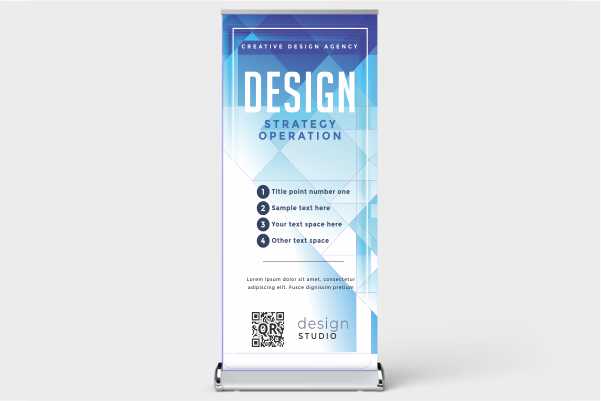 CREATIVE DESIGN AGENCY
DESIGN
STRATEGY
OPERATION
1 Title point number one
2 Sample text here
3 Your text space here
4 Other text space
Lorem ipsum dolor sit amet, consectetur
adipiscing elit. Fusce dignissim pretium
QR
design
STUDIO